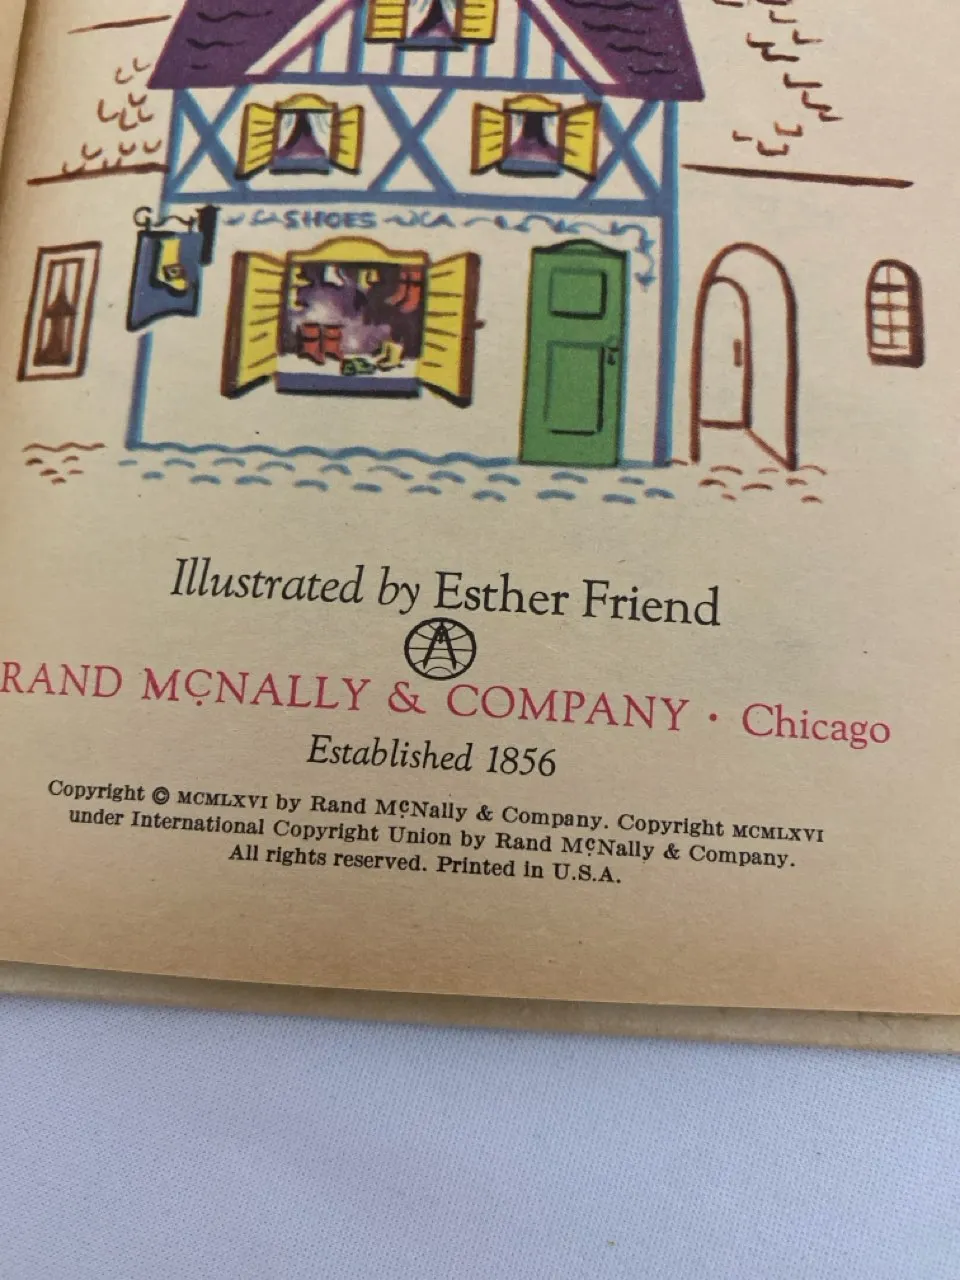 SHOES
Illustrated by Esther Friend
RAND MCNALLY & COMPANY · Chicago
Established 1856
Copyright © MCMLXVI by Rand McNally & Company. Copyright MCMLXVI
under International Copyright Union by Rand McNally & Company.
All rights reserved. Printed in U.S.A.